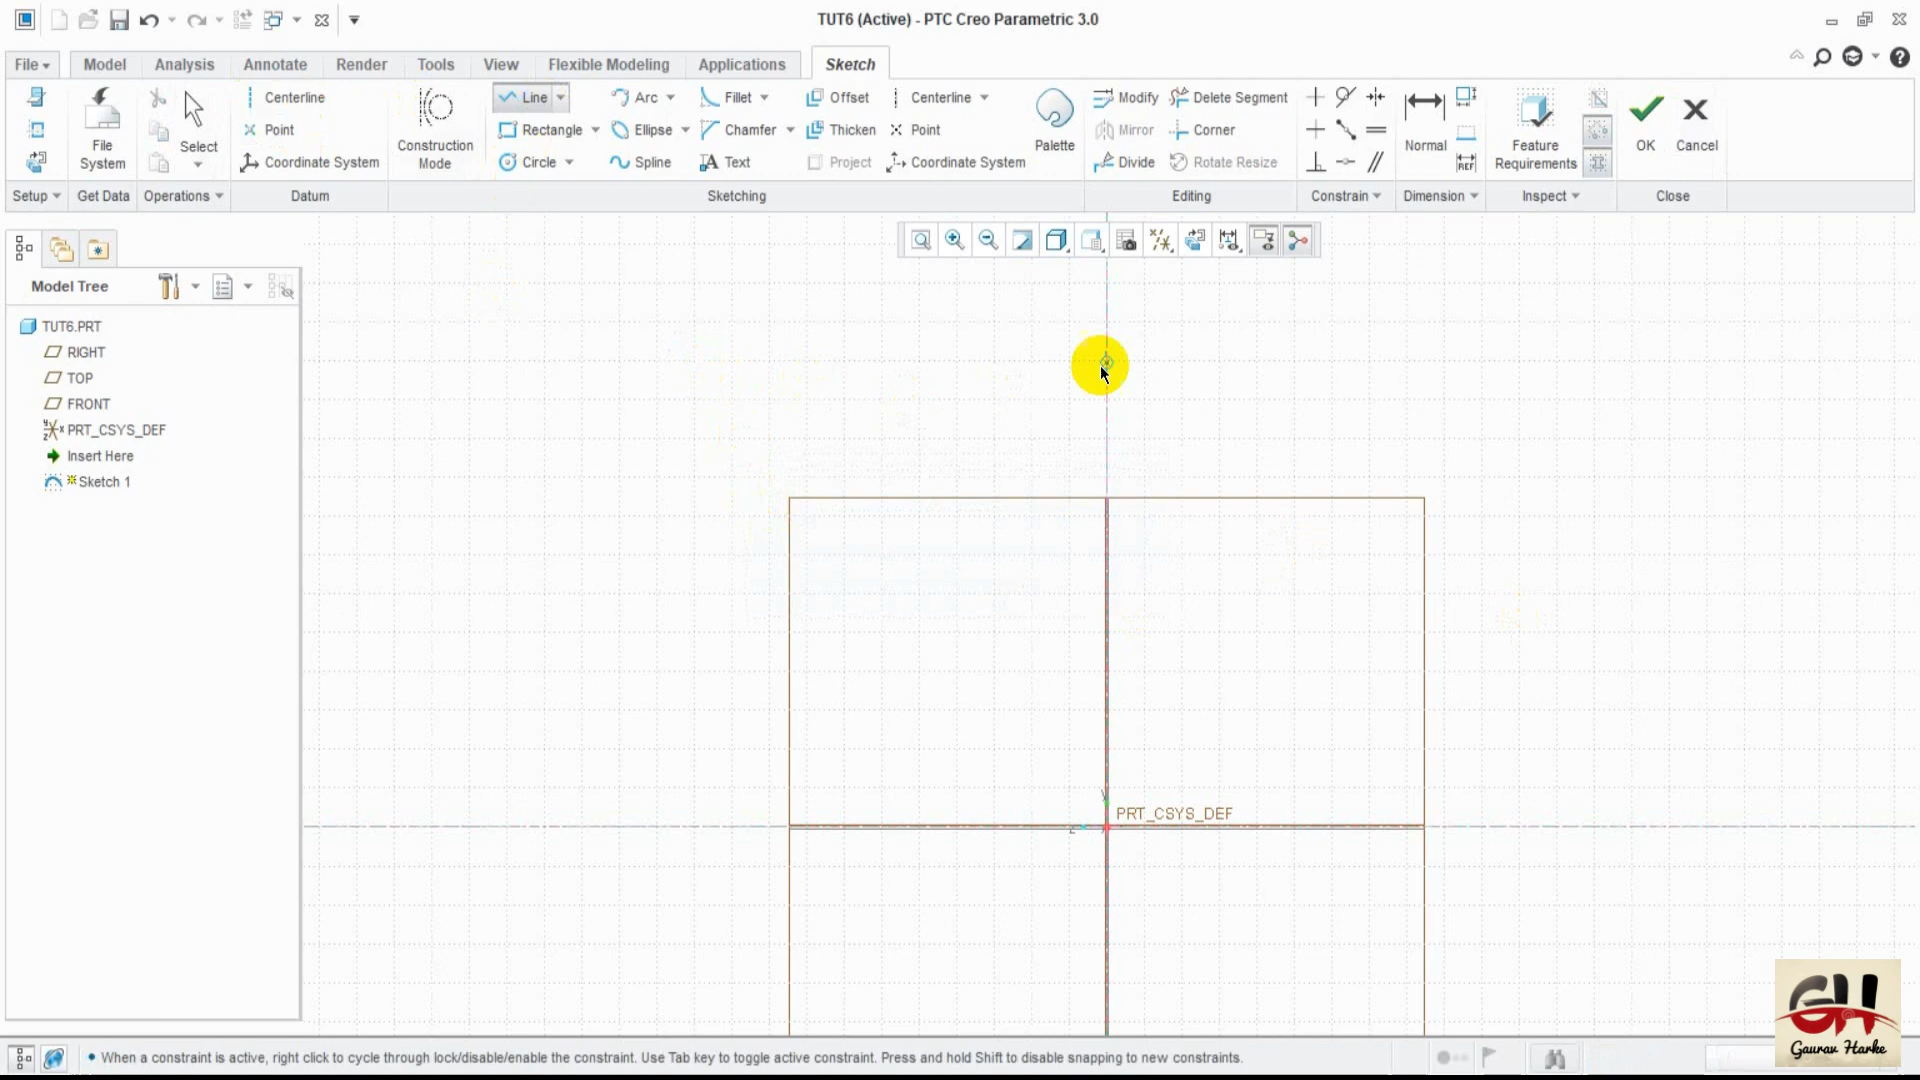 TUT6 (Active) - PTC Creo Parametric 3.0
File Model Analysis Annotate Render Tools View Flexible Modeling Applications Sketch
Centerline Line Arc Fillet Offset Centerline Modify Delete Segment
Point Rectangle Ellipse Chamfer Thicken Point Mirror Corner
File System Select Coordinate System Construction Mode Circle Spline Text Project Coordinate System Palette Divide Rotate Resize Normal Feature Requirements OK Cancel
Setup Get Data Operations Datum Sketching Editing Constrain Dimension Inspect Close
Model Tree
TUT6.PRT
RIGHT
TOP
FRONT
PRT_CSYS_DEF
Insert Here
Sketch 1
PRT_CSYS_DEF
GH
Gaurav Harke
• When a constraint is active, right click to cycle through lock/disable/enable the constraint. Use Tab key to toggle active constraint. Press and hold Shift to disable snapping to new constraints.